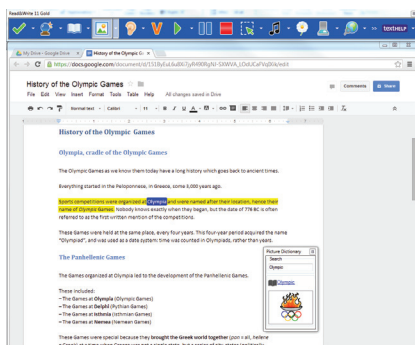 Read&Write 11 Gold
textHELP
My Drive - Google Drive
History of the Olympic G
https://docs.google.com/document/d/
History of the Olympic Games
Comments
Share
File Edit View Insert Format Tools Table Help All changes saved in Drive
Normal text Calibri 11 B I U A
History of the Olympic Games
Olympia, cradle of the Olympic Games
The Olympic Games as we know them today have a long history which goes back to ancient times.
Everything started in the Peloponnese, in Greece, some 3,000 years ago.
Sports competitions were organized at Olympia and were named after their location, hence their
name of Olympic Games. Nobody knows exactly when they began, but the date of 776 BC is often
referred to as the first written mention of the competitions.
These Games were held at the same place, every four years. This four-year period acquired the name
"Olympiad", and was used as a date system: time was counted in Olympiads, rather than years.
The Panhellenic Games
The Games organized at Olympia led to the development of the Panhellenic Games.
These included:
– The Games at Olympia (Olympic Games)
– The Games at Delphi (Pythian Games)
– The Games at Isthmia (Isthmian Games)
– The Games at Nemea (Nemean Games)
These Games were special because they brought the Greek world together (pan = all, hellene
Picture Dictionary
Search
Olympic